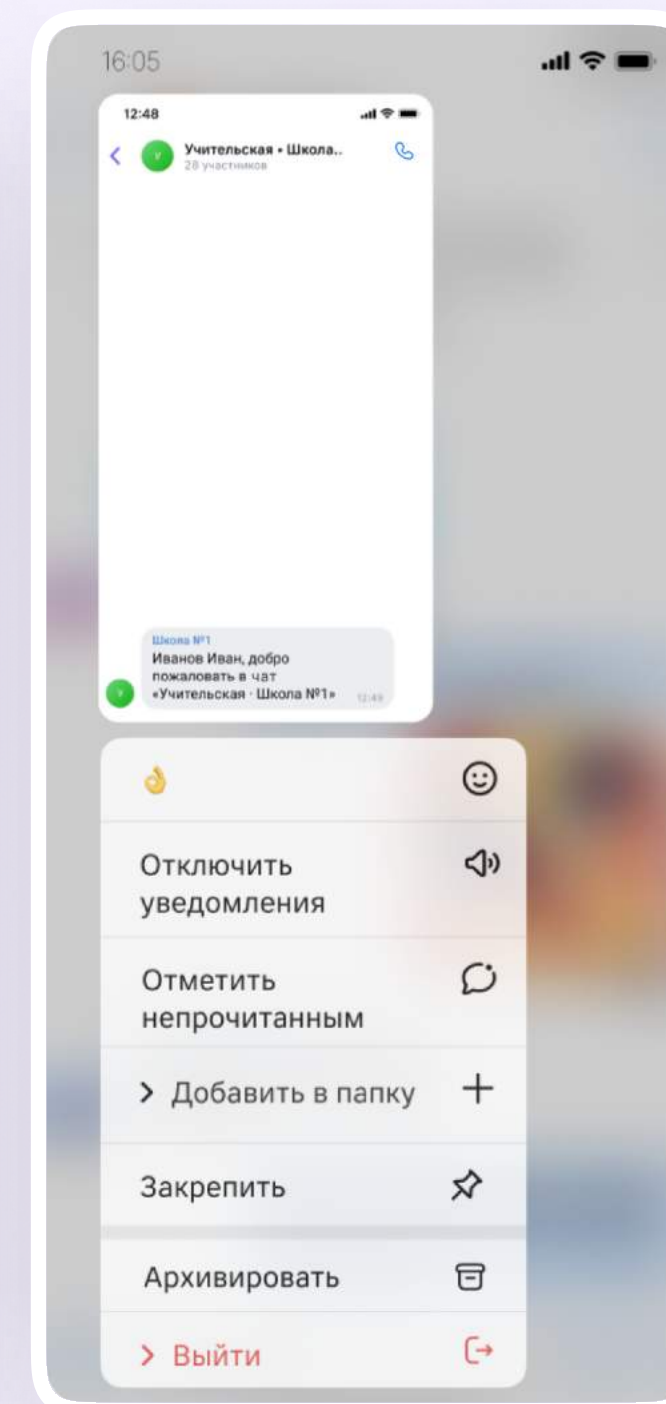 16:05
12:48
Учительская • Школа..
28 участников
Школа №1
Иванов Иван, добро
пожаловать в чат
«Учительская · Школа №1»
12:49
Отключить
уведомления
Отметить
непрочитанным
Добавить в папку
Закрепить
Архивировать
Выйти